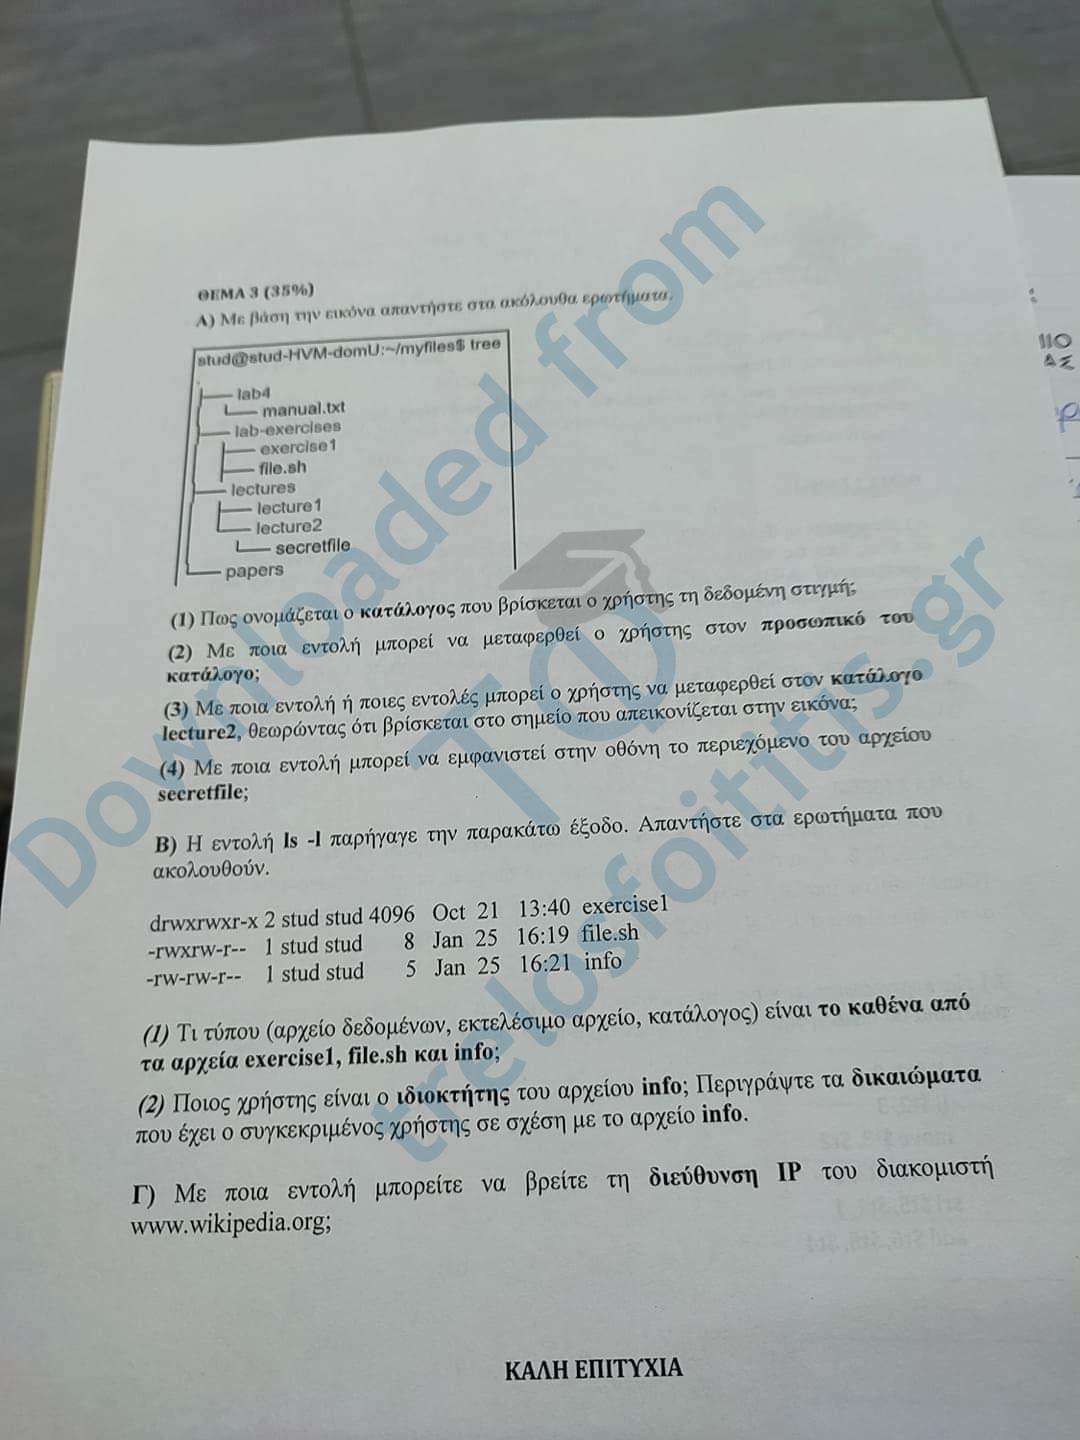 ΘΕΜΑ 3 (35%)
Α) Με βάση την εικόνα απαντήστε στα ακόλουθα ερωτήματα.
stud@stud-HVM-domU:~/myfiles$ tree
.
├── lab4
└── manual.txt
├── lab-exercises
├── exercise1
├── file.sh
├── lectures
├── lecture1
└── lecture2
└── secretfile
└── papers
(1) Πως ονομάζεται ο κατάλογος που βρίσκεται ο χρήστης τη δεδομένη στιγμή;
(2) Με ποια εντολή μπορεί να μεταφερθεί ο χρήστης στον προσωπικό του
κατάλογο;
(3) Με ποια εντολή ή ποιες εντολές μπορεί ο χρήστης να μεταφερθεί στον κατάλογο
lecture2, θεωρώντας ότι βρίσκεται στο σημείο που απεικονίζεται στην εικόνα;
(4) Με ποια εντολή μπορεί να εμφανιστεί στην οθόνη το περιεχόμενο του αρχείου
secretfile;
Β) Η εντολή ls -l παρήγαγε την παρακάτω έξοδο. Απαντήστε στα ερωτήματα που
ακολουθούν.
drwxrwxr-x 2 stud stud 4096 Oct 21 13:40 exercise1
-rwxrw-r-- 1 stud stud 8 Jan 25 16:19 file.sh
-rw-rw-r-- 1 stud stud 5 Jan 25 16:21 info
(1) Τι τύπου (αρχείο δεδομένων, εκτελέσιμο αρχείο, κατάλογος) είναι το καθένα από
τα αρχεία exercise1, file.sh και info;
(2) Ποιος χρήστης είναι ο ιδιοκτήτης του αρχείου info; Περιγράψτε τα δικαιώματα
που έχει ο συγκεκριμένος χρήστης σε σχέση με το αρχείο info.
Γ) Με ποια εντολή μπορείτε να βρείτε τη διεύθυνση IP του διακομιστή
www.wikipedia.org;
ΚΑΛΗ ΕΠΙΤΥΧΙΑ
Downloaded from
ΤΦ
trelosfoititis.gr